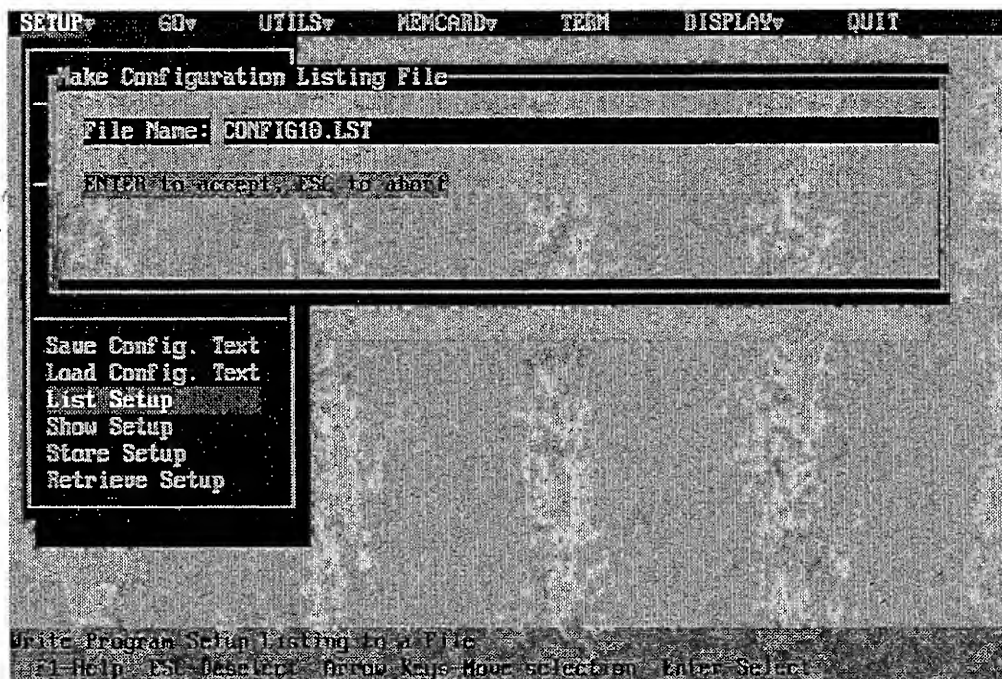 SETUP▾ GO▾ UTILS▾ MEMCARD▾ TERM DISPLAY▾ QUIT
Make Configuration Listing File
File Name: CONFIG10.LST
ENTER to accept, ESC to abort
Save Config. Text
Load Config. Text
List Setup
Show Setup
Store Setup
Retrieve Setup
Write Program Setup Listing to a File
F1-Help ESC-Deselect Arrow Keys-Move selection Enter-Select